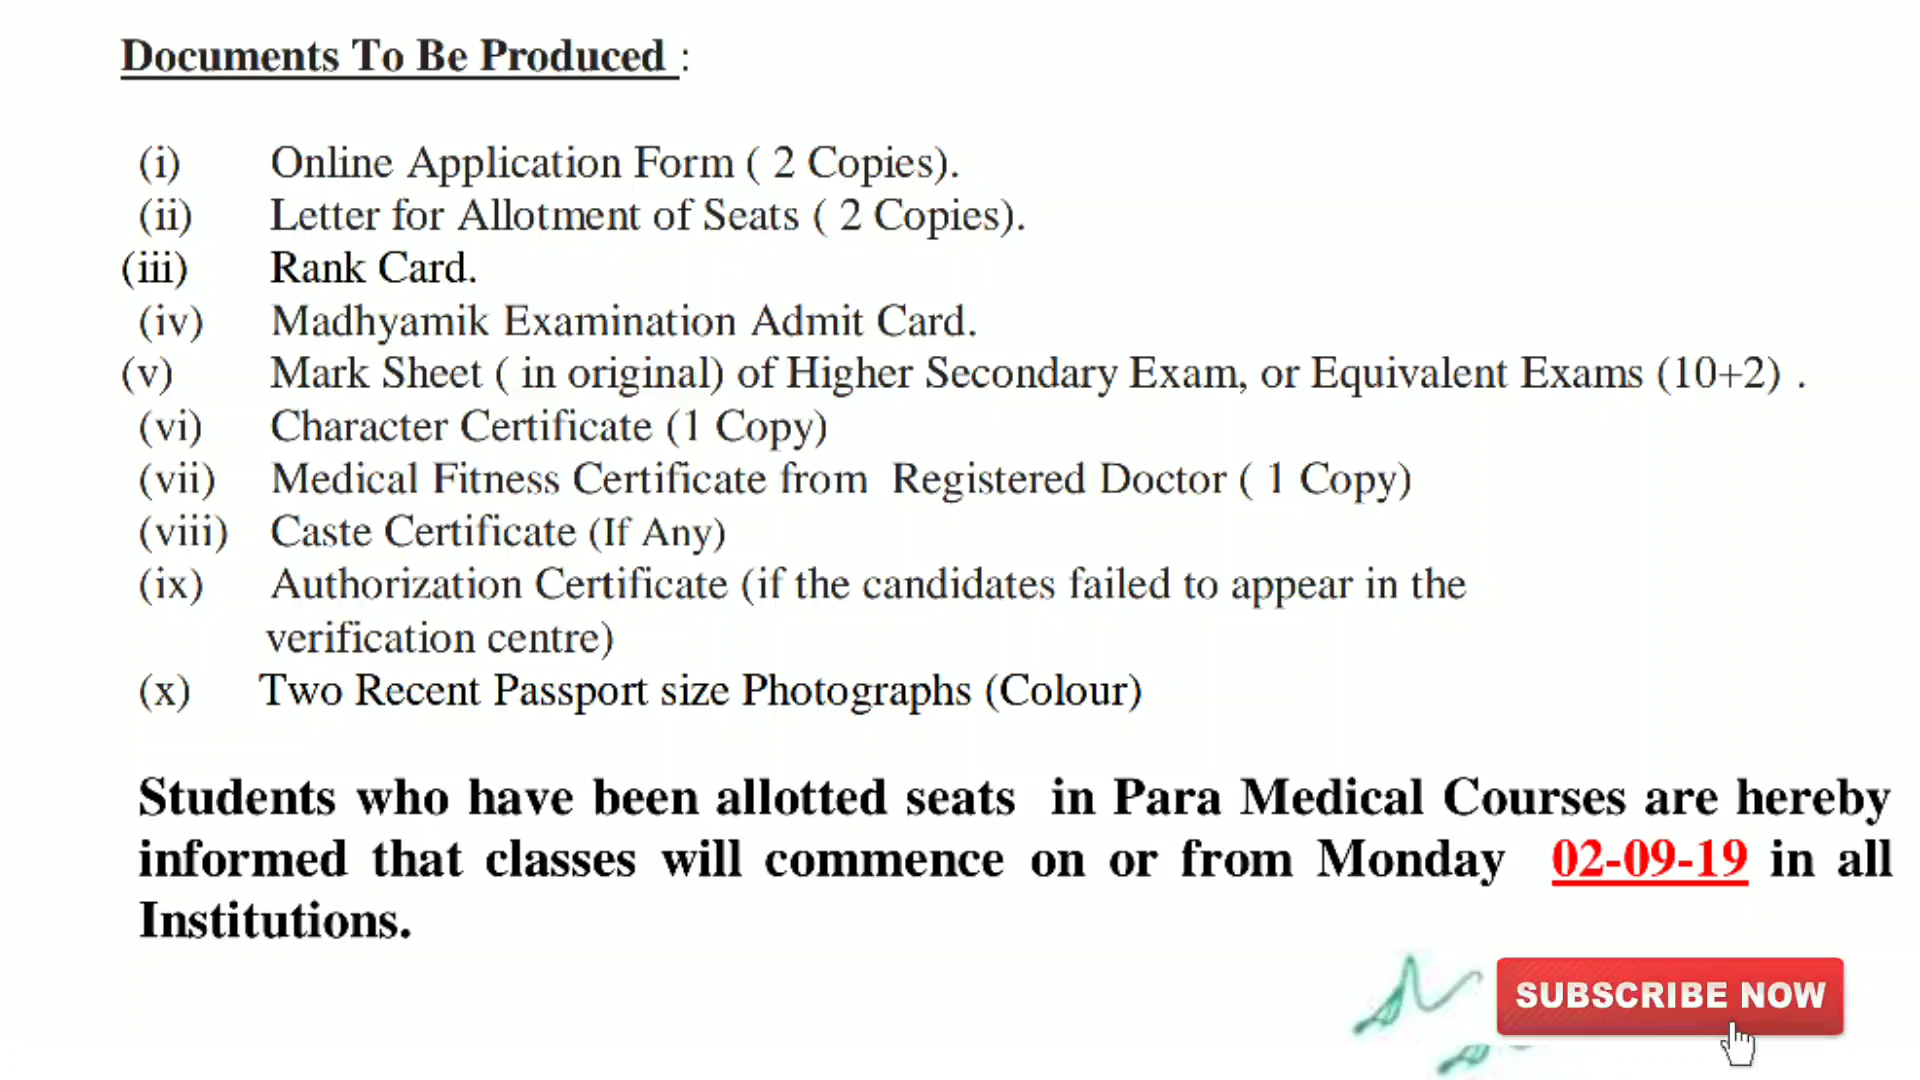 Documents To Be Produced :
(i) Online Application Form ( 2 Copies).
(ii) Letter for Allotment of Seats ( 2 Copies).
(iii) Rank Card.
(iv) Madhyamik Examination Admit Card.
(v) Mark Sheet ( in original) of Higher Secondary Exam, or Equivalent Exams (10+2) .
(vi) Character Certificate (1 Copy)
(vii) Medical Fitness Certificate from Registered Doctor ( 1 Copy)
(viii) Caste Certificate (If Any)
(ix) Authorization Certificate (if the candidates failed to appear in the
verification centre)
(x) Two Recent Passport size Photographs (Colour)
Students who have been allotted seats in Para Medical Courses are hereby
informed that classes will commence on or from Monday 02-09-19 in all
Institutions.
SUBSCRIBE NOW